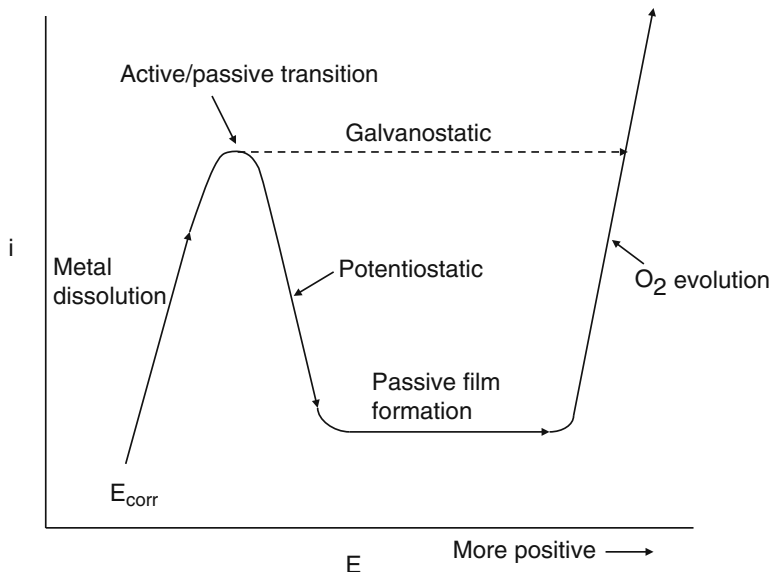 Active/passive transition
Galvanostatic
i
Metal
dissolution
Potentiostatic
O2 evolution
Passive film
formation
Ecorr
E
More positive